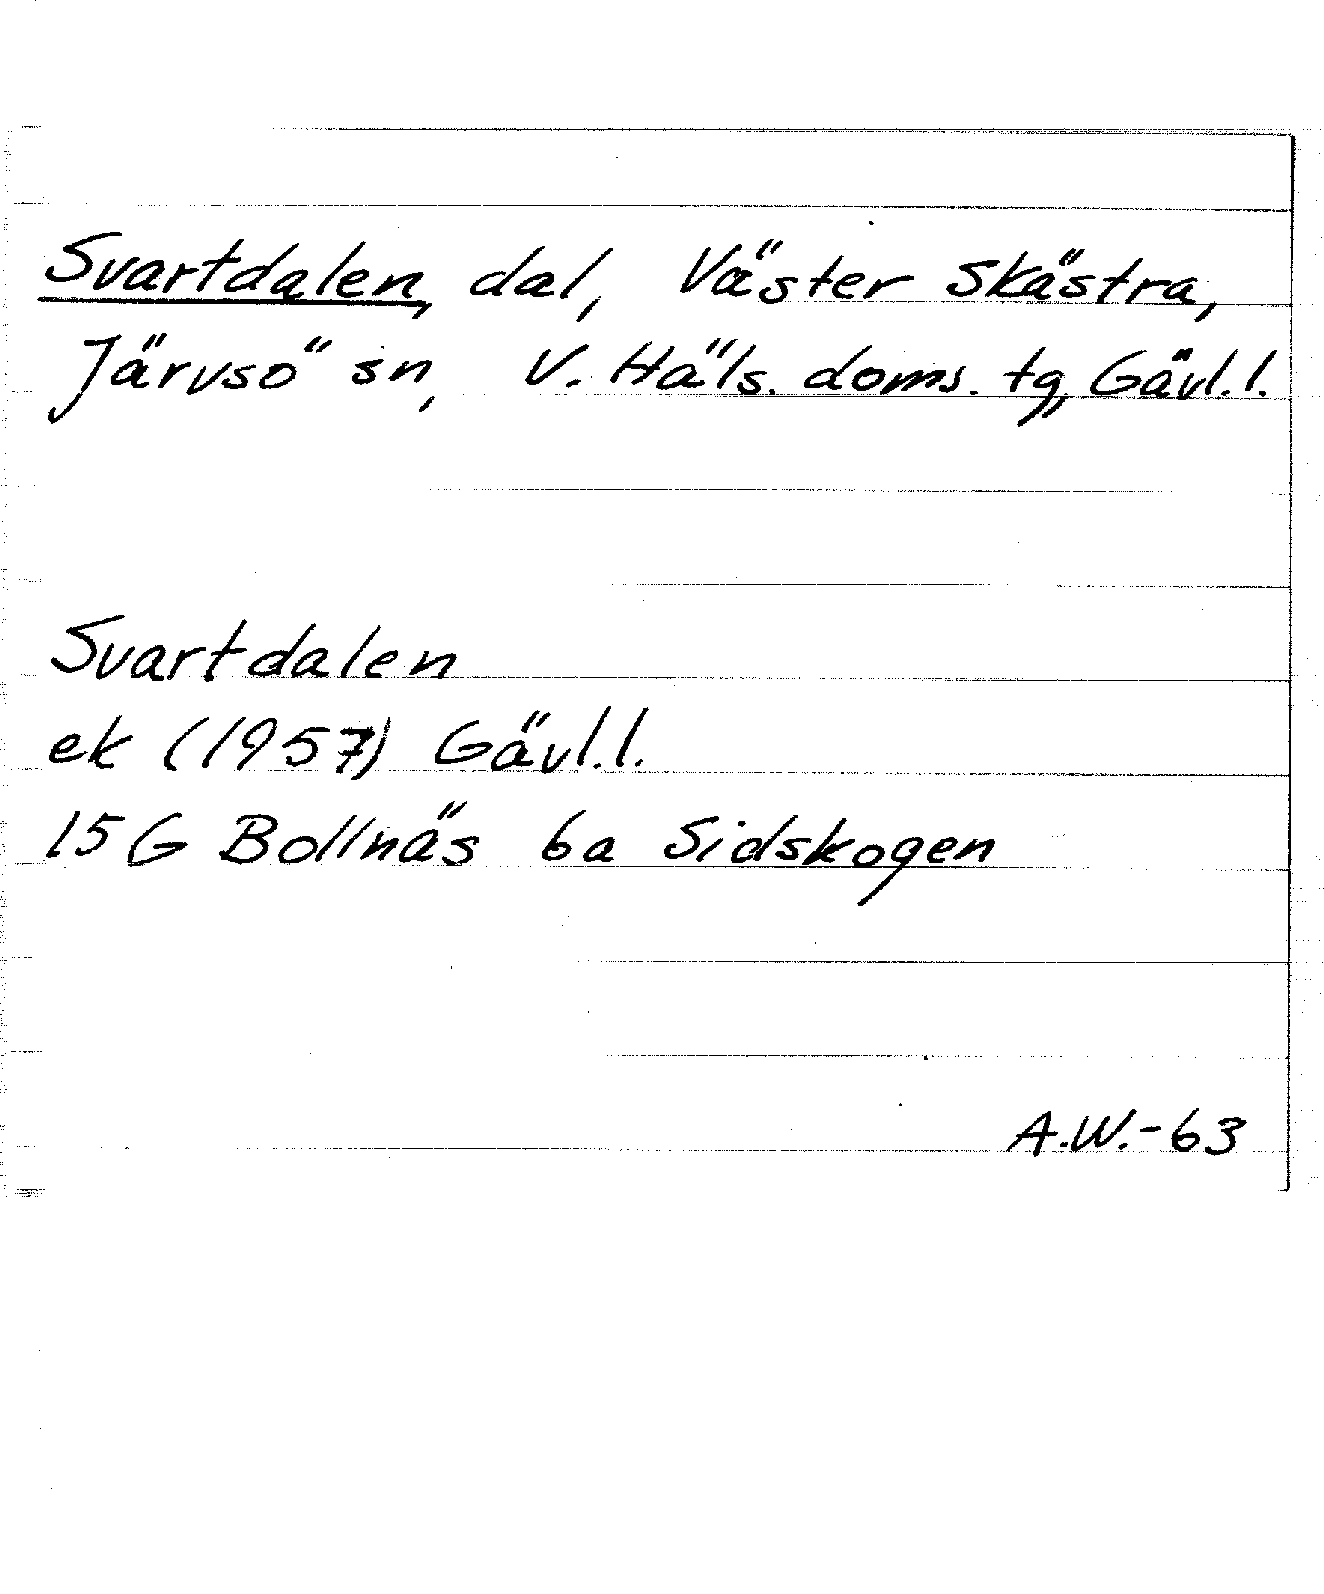 Svartdalen, dal, Väster Skästra,
Järvsö sn, V. Häls. doms. tg, Gävl.l.
Svartdalen
ek (1957) Gävl.l.
15 G Bollnäs 6a Sidskogen
A.W.-63